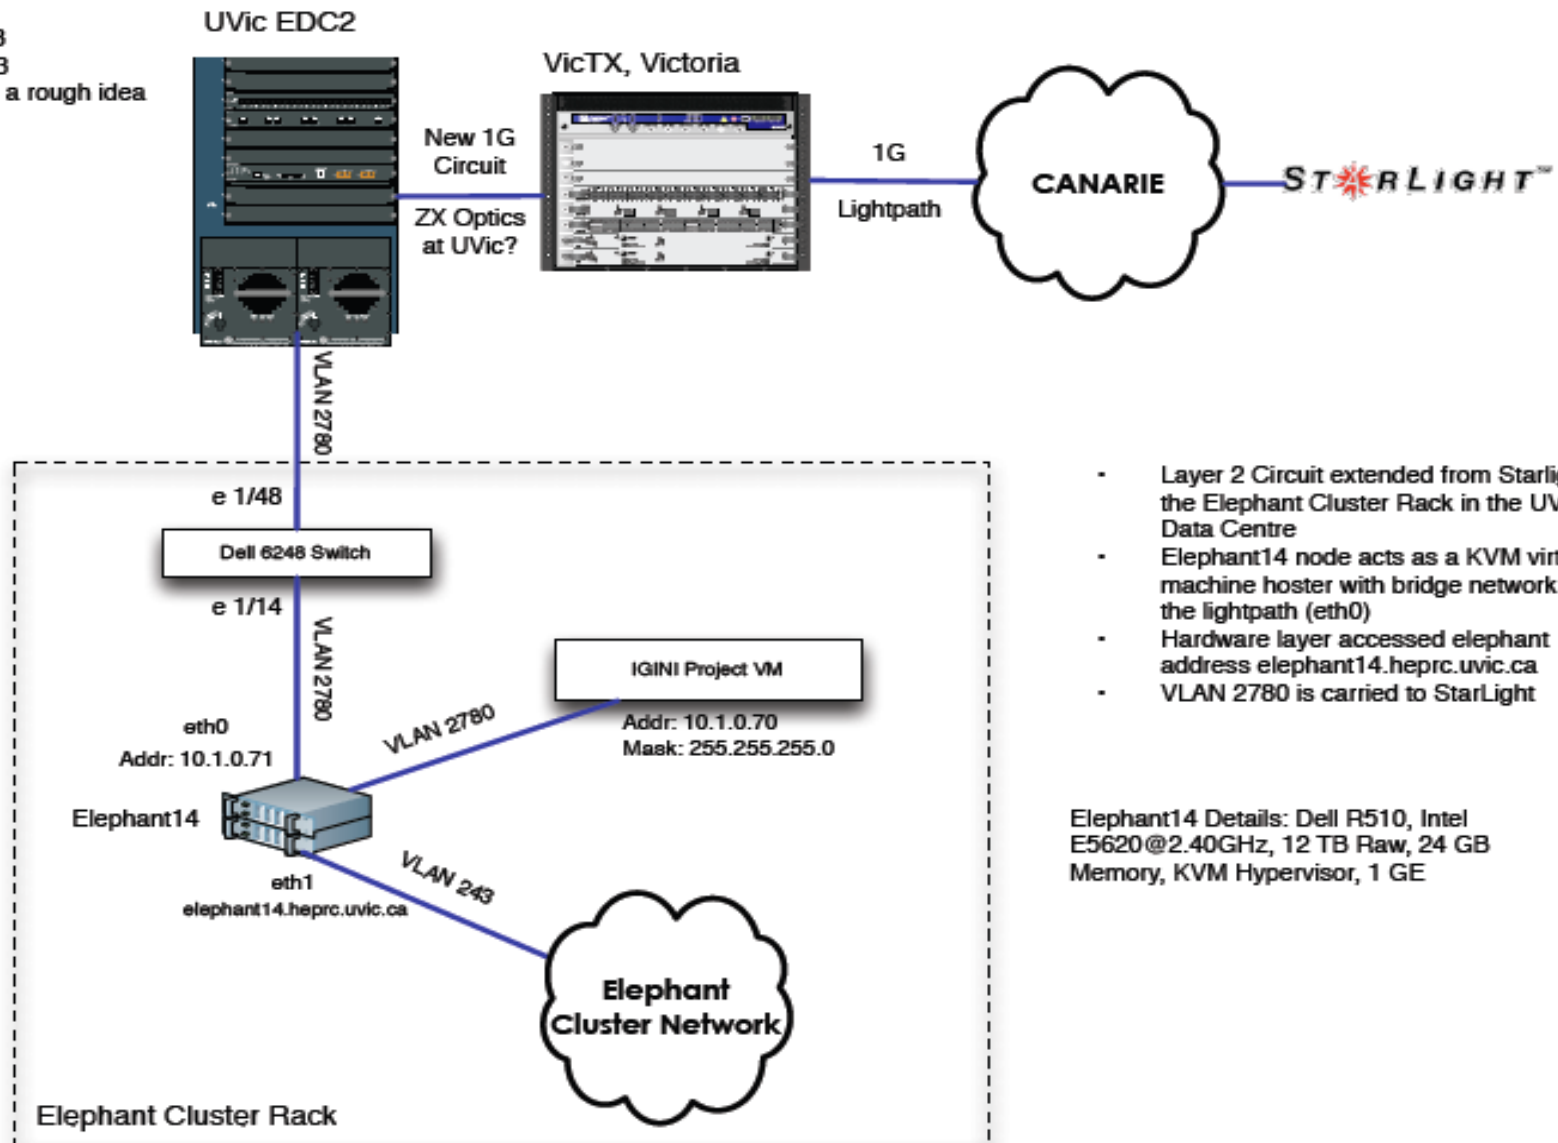 3
3
a rough idea
UVic EDC2
VicTX, Victoria
New 1G
Circuit
ZX Optics
at UVic?
1G
Lightpath
CANARIE
STARLIGHT™
VLAN 2780
e 1/48
Dell 6248 Switch
e 1/14
VLAN 2780
IGINI Project VM
eth0
Addr: 10.1.0.71
VLAN 2780
Addr: 10.1.0.70
Mask: 255.255.255.0
Elephant14
eth1
elephant14.heprc.uvic.ca
VLAN 243
Elephant
Cluster Network
Elephant Cluster Rack
- Layer 2 Circuit extended from
the Elephant Cluster Rack in the
Data Centre
- Elephant14 node acts as a KVM
machine hoster with bridge network
the lightpath (eth0)
- Hardware layer accessed elephant
address elephant14.heprc.uvic.ca
- VLAN 2780 is carried to StarLight
Elephant14 Details: Dell R510, Intel
E5620@2.40GHz, 12 TB Raw, 24 GB
Memory, KVM Hypervisor, 1 GE